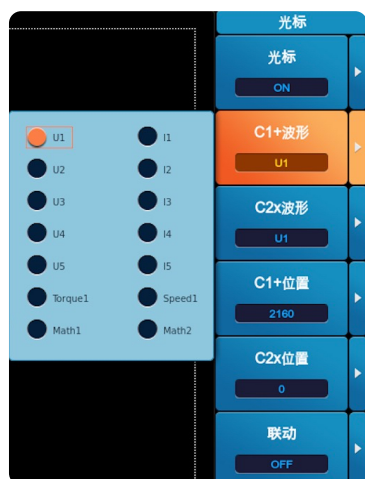 光标
光标
ON
C1+波形
U1
C2x波形
U1
C1+位置
2160
C2x位置
0
联动
OFF
U1 I1
U2 I2
U3 I3
U4 I4
U5 I5
Torque1 Speed1
Math1 Math2